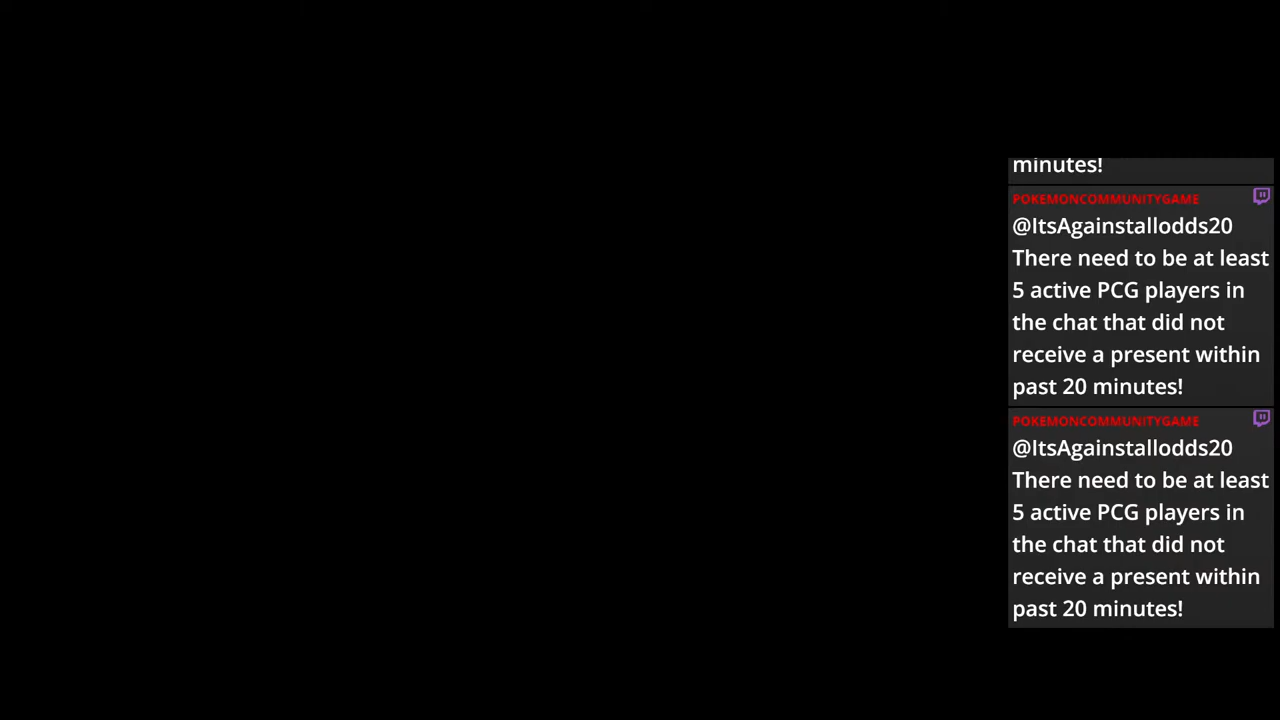 minutes!
POKEMONCOMMUNITYGAME
@ItsAgainstallodds20
There need to be at least
5 active PCG players in
the chat that did not
receive a present within
past 20 minutes!
POKEMONCOMMUNITYGAME
@ItsAgainstallodds20
There need to be at least
5 active PCG players in
the chat that did not
receive a present within
past 20 minutes!